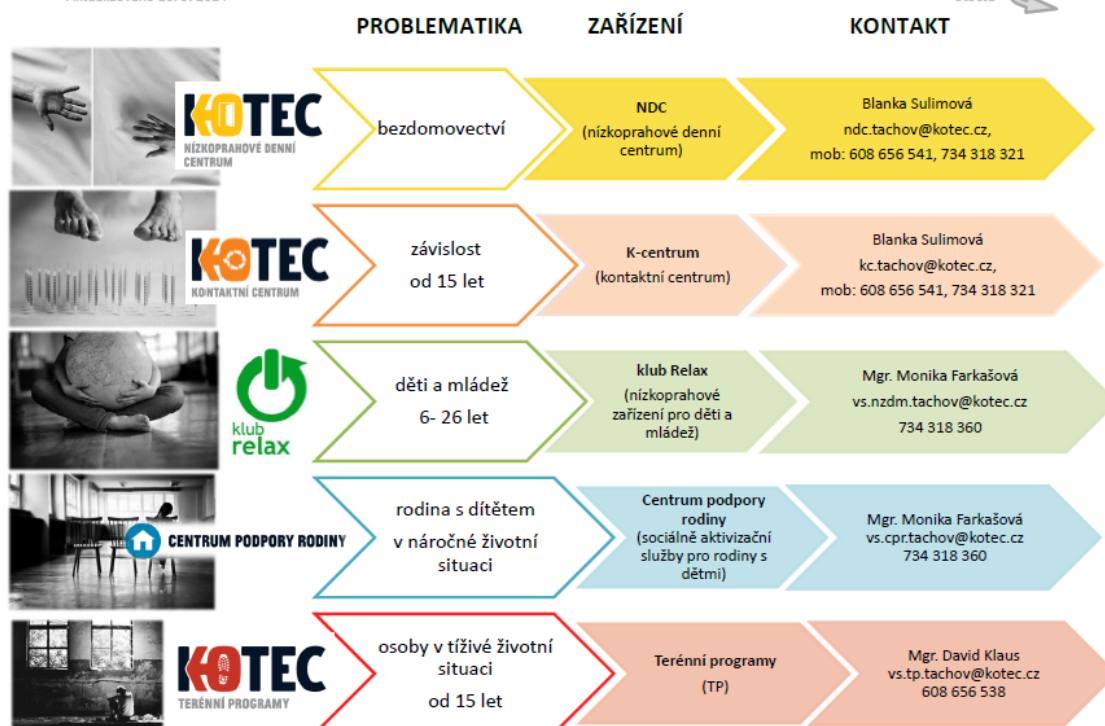 PROBLEMATIKA
ZAŘÍZENÍ
KONTAKT
KOTEC
NÍZKOPRAHOVÉ DENNÍ
CENTRUM
bezdomovectví
NDC
(nízkoprahové denní
centrum)
Blanka Sulimová
ndc.tachov@kotec.cz,
mob: 608 656 541, 734 318 321
KOTEC
KONTAKTNÍ CENTRUM
závislost
od 15 let
K-centrum
(kontaktní centrum)
Blanka Sulimová
kc.tachov@kotec.cz,
mob: 608 656 541, 734 318 321
klub
relax
děti a mládež
6- 26 let
klub Relax
(nízkoprahové
zařízení pro děti a
mládež)
Mgr. Monika Farkašová
vs.nzdm.tachov@kotec.cz
734 318 360
CENTRUM PODPORY RODINY
rodina s dítětem
v náročné životní
situaci
Centrum podpory
rodiny
(sociálně aktivizační
služby pro rodiny s
dětmi)
Mgr. Monika Farkašová
vs.cpr.tachov@kotec.cz
734 318 360
KOTEC
TERÉNNÍ PROGRAMY
osoby v tíživé životní
situaci
od 15 let
Terénní programy
(TP)
Mgr. David Klaus
vs.tp.tachov@kotec.cz
608 656 538